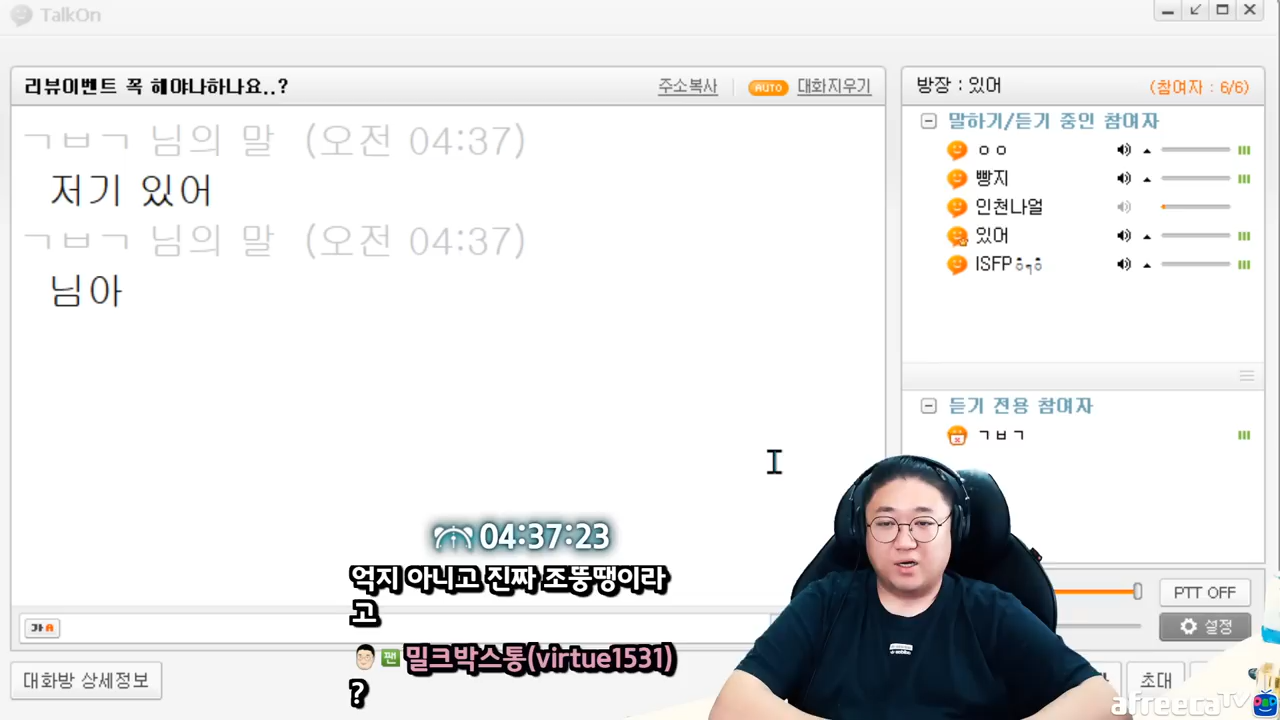 TalkOn
리뷰이벤트 꼭 해야나하나요..?
주소복사
AUTO
대화지우기
ㄱㅂㄱ 님의 말 (오전 04:37)
저기 있어
ㄱㅂㄱ 님의 말 (오전 04:37)
님아
방장 : 있어
(참여자 : 6/6)
말하기/듣기 중인 참여자
ㅇㅇ
빵지
인천나얼
있어
ISFP
듣기 전용 참여자
ㄱㅂㄱ
04:37:23
억지 아니고 진짜 조뚱땡이라
고
짼 밀크박스통(virtue1531)
?
가A
대화방 상세정보
PTT OFF
설정
초대
afreecaTV